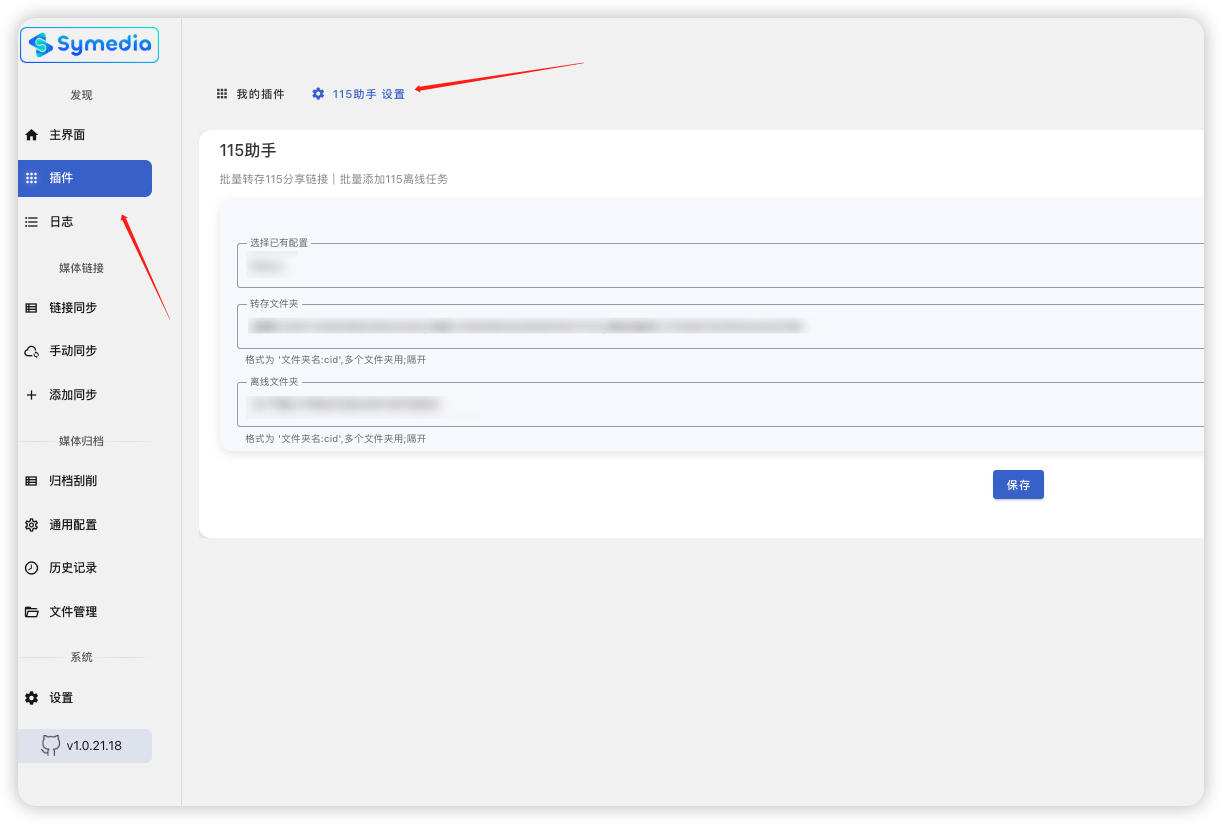 Symedia
发现
主界面
插件
日志
媒体链接
链接同步
手动同步
添加同步
媒体归档
归档刮削
通用配置
历史记录
文件管理
系统
设置
v1.0.21.18
我的插件 115助手 设置
115助手
批量转存115分享链接 | 批量添加115离线任务
选择已有配置
转存文件夹
格式为 '文件夹名:cid',多个文件夹用;隔开
离线文件夹
格式为 '文件夹名:cid',多个文件夹用;隔开
保存